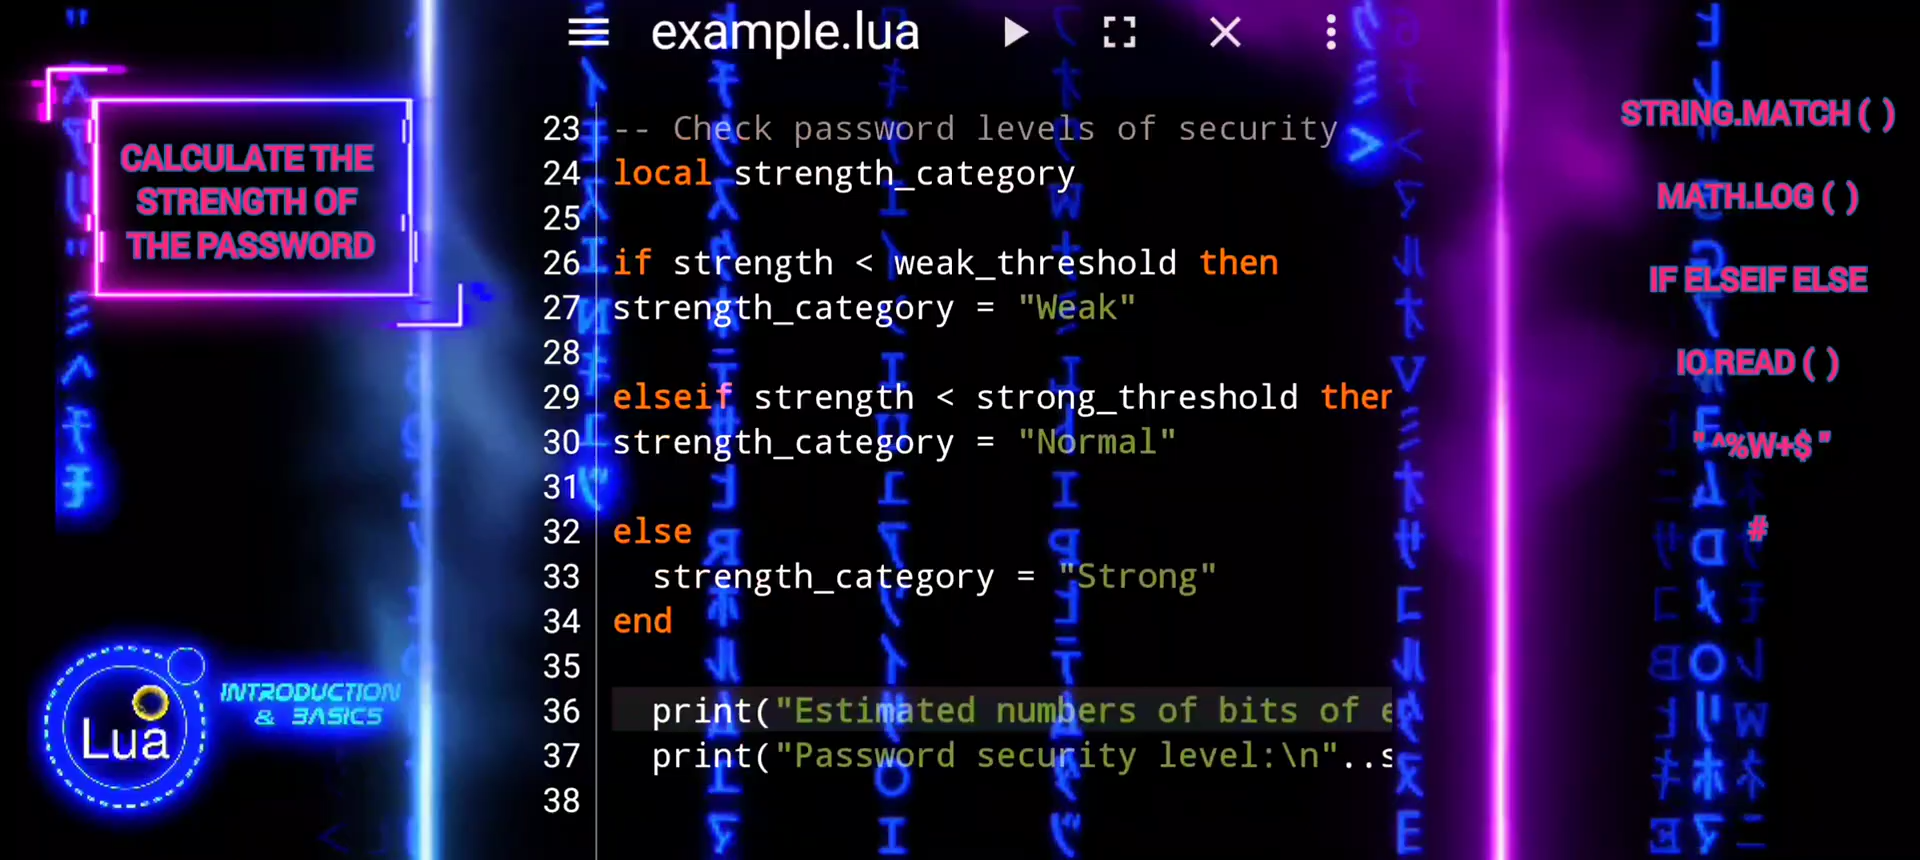 example.lua
CALCULATE THE
STRENGTH OF
THE PASSWORD
23 -- Check password levels of security
24 local strength_category
25
26 if strength < weak_threshold then
27 strength_category = "Weak"
28
29 elseif strength < strong_threshold then
30 strength_category = "Normal"
31
32 else
33 strength_category = "Strong"
34 end
35
36 print("Estimated numbers of bits of e
37 print("Password security level:\n"..s
38
STRING.MATCH ( )
MATH.LOG ( )
IF ELSEIF ELSE
IO.READ ( )
" ^%W+$ "
#
Lua
INTRODUCTION
& BASICS